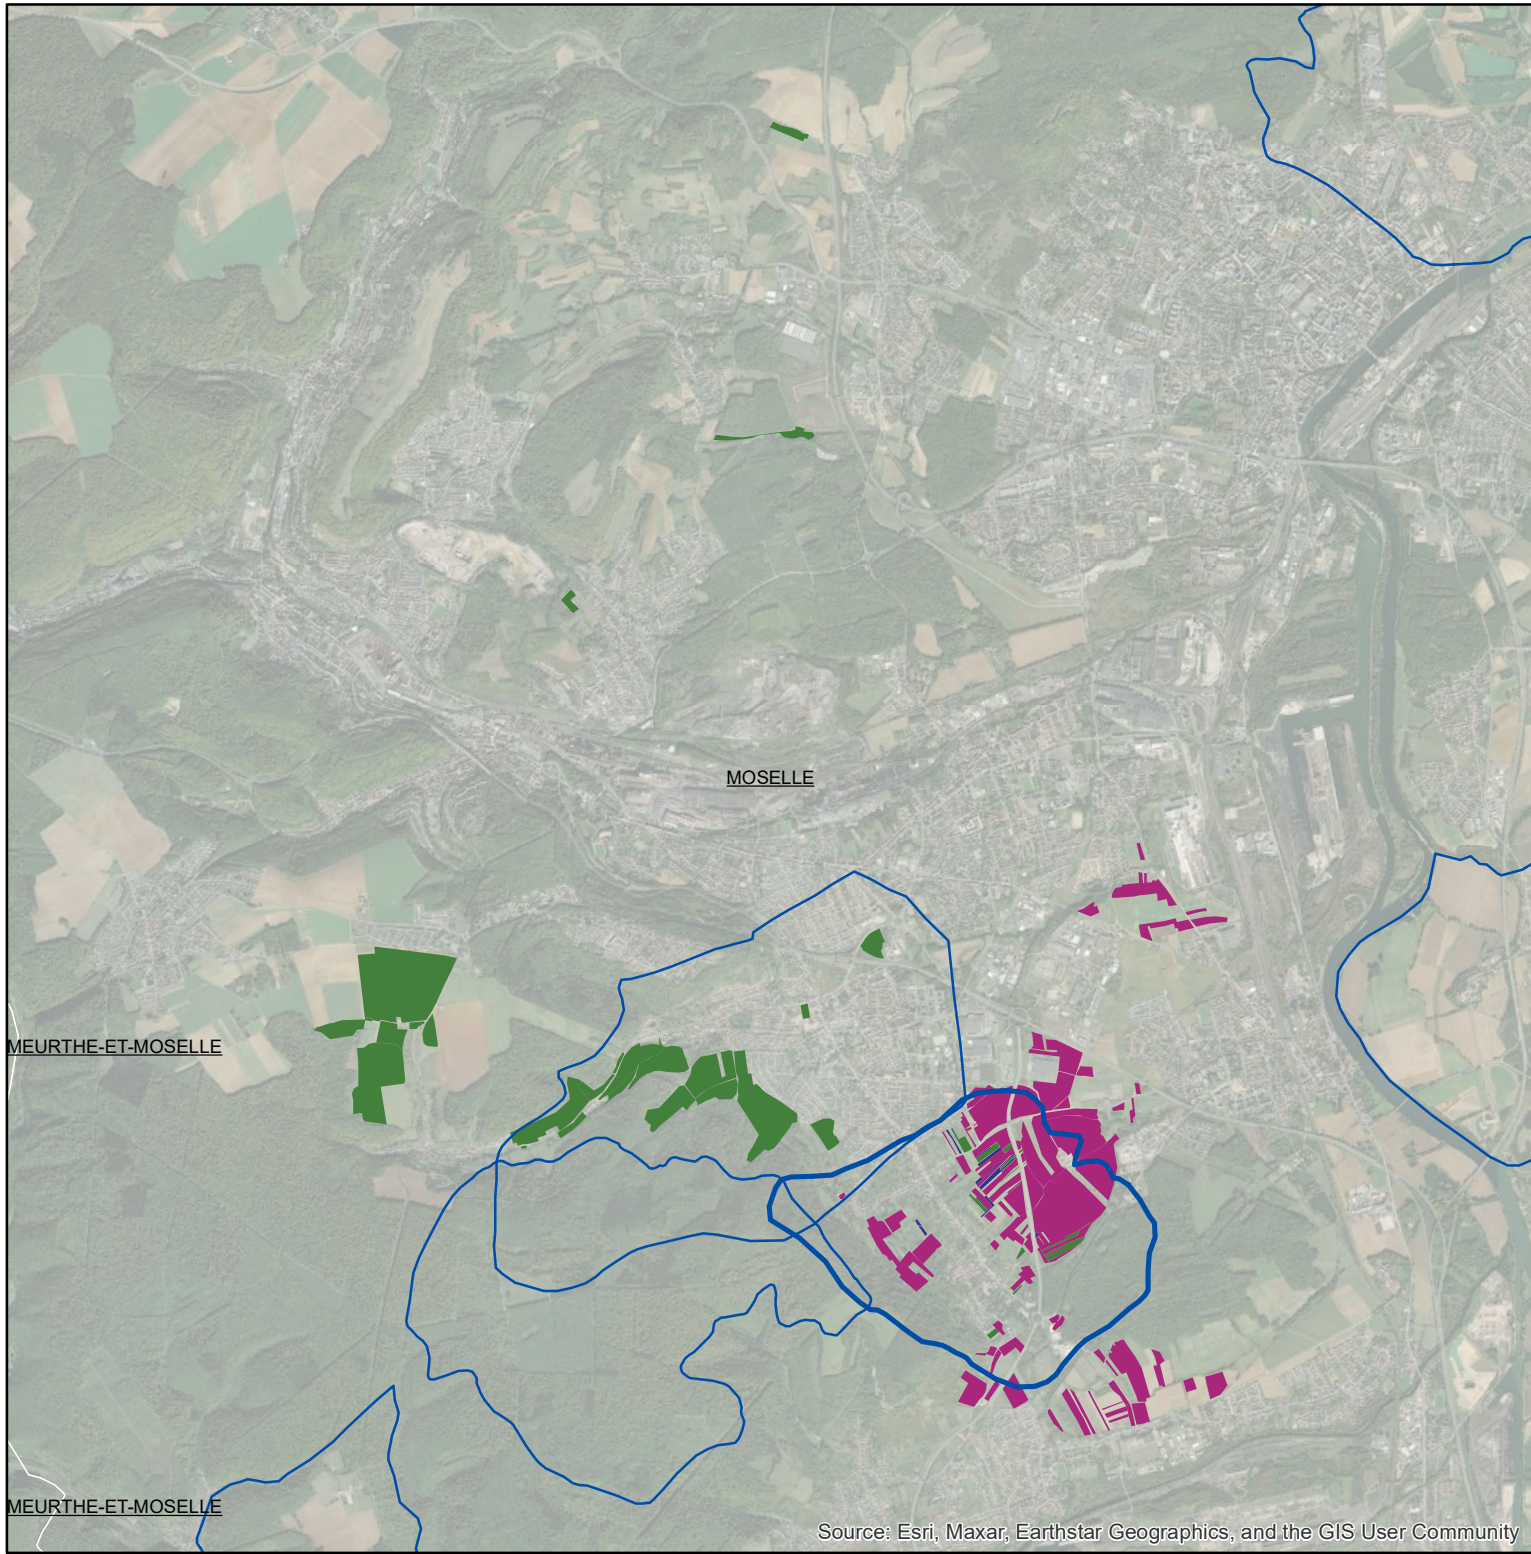 MOSELLE
MEURTHE-ET-MOSELLE
MEURTHE-ET-MOSELLE
Source: Esri, Maxar, Earthstar Geographics, and the GIS User Community